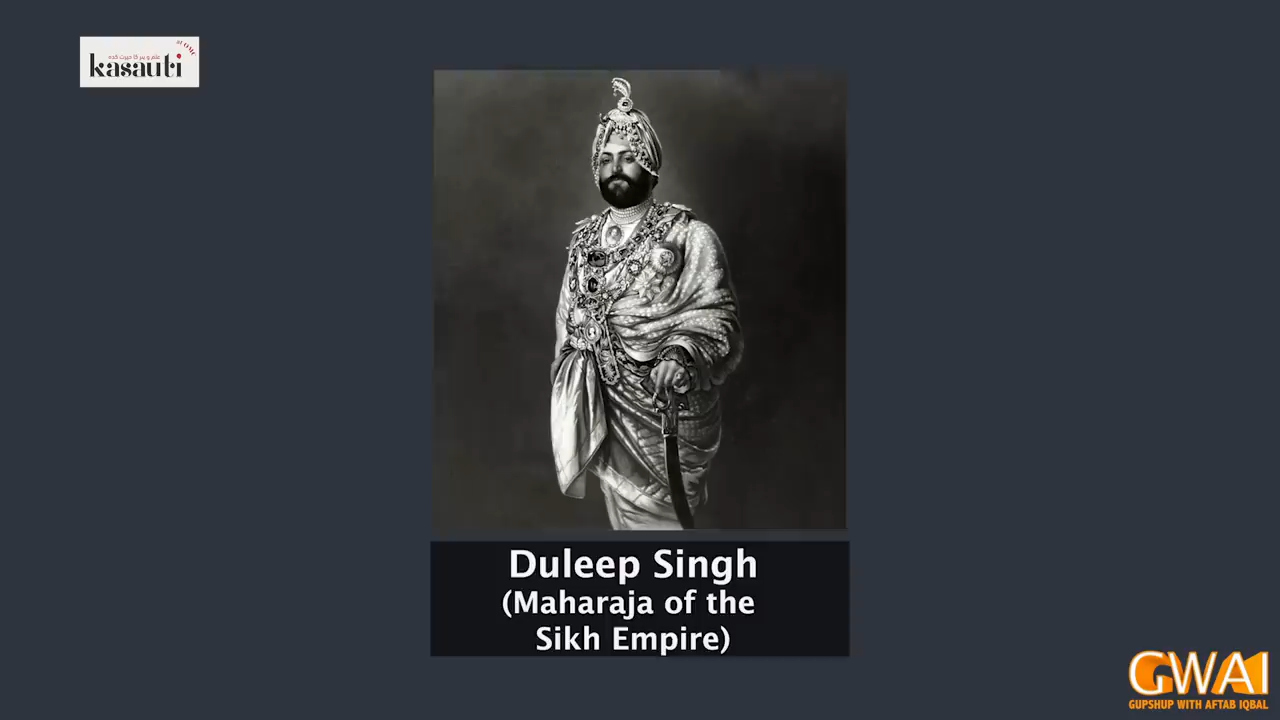 kasauti
Duleep Singh
(Maharaja of the
Sikh Empire)
GWAI
GUPSHUP WITH AFTAB IQBAL